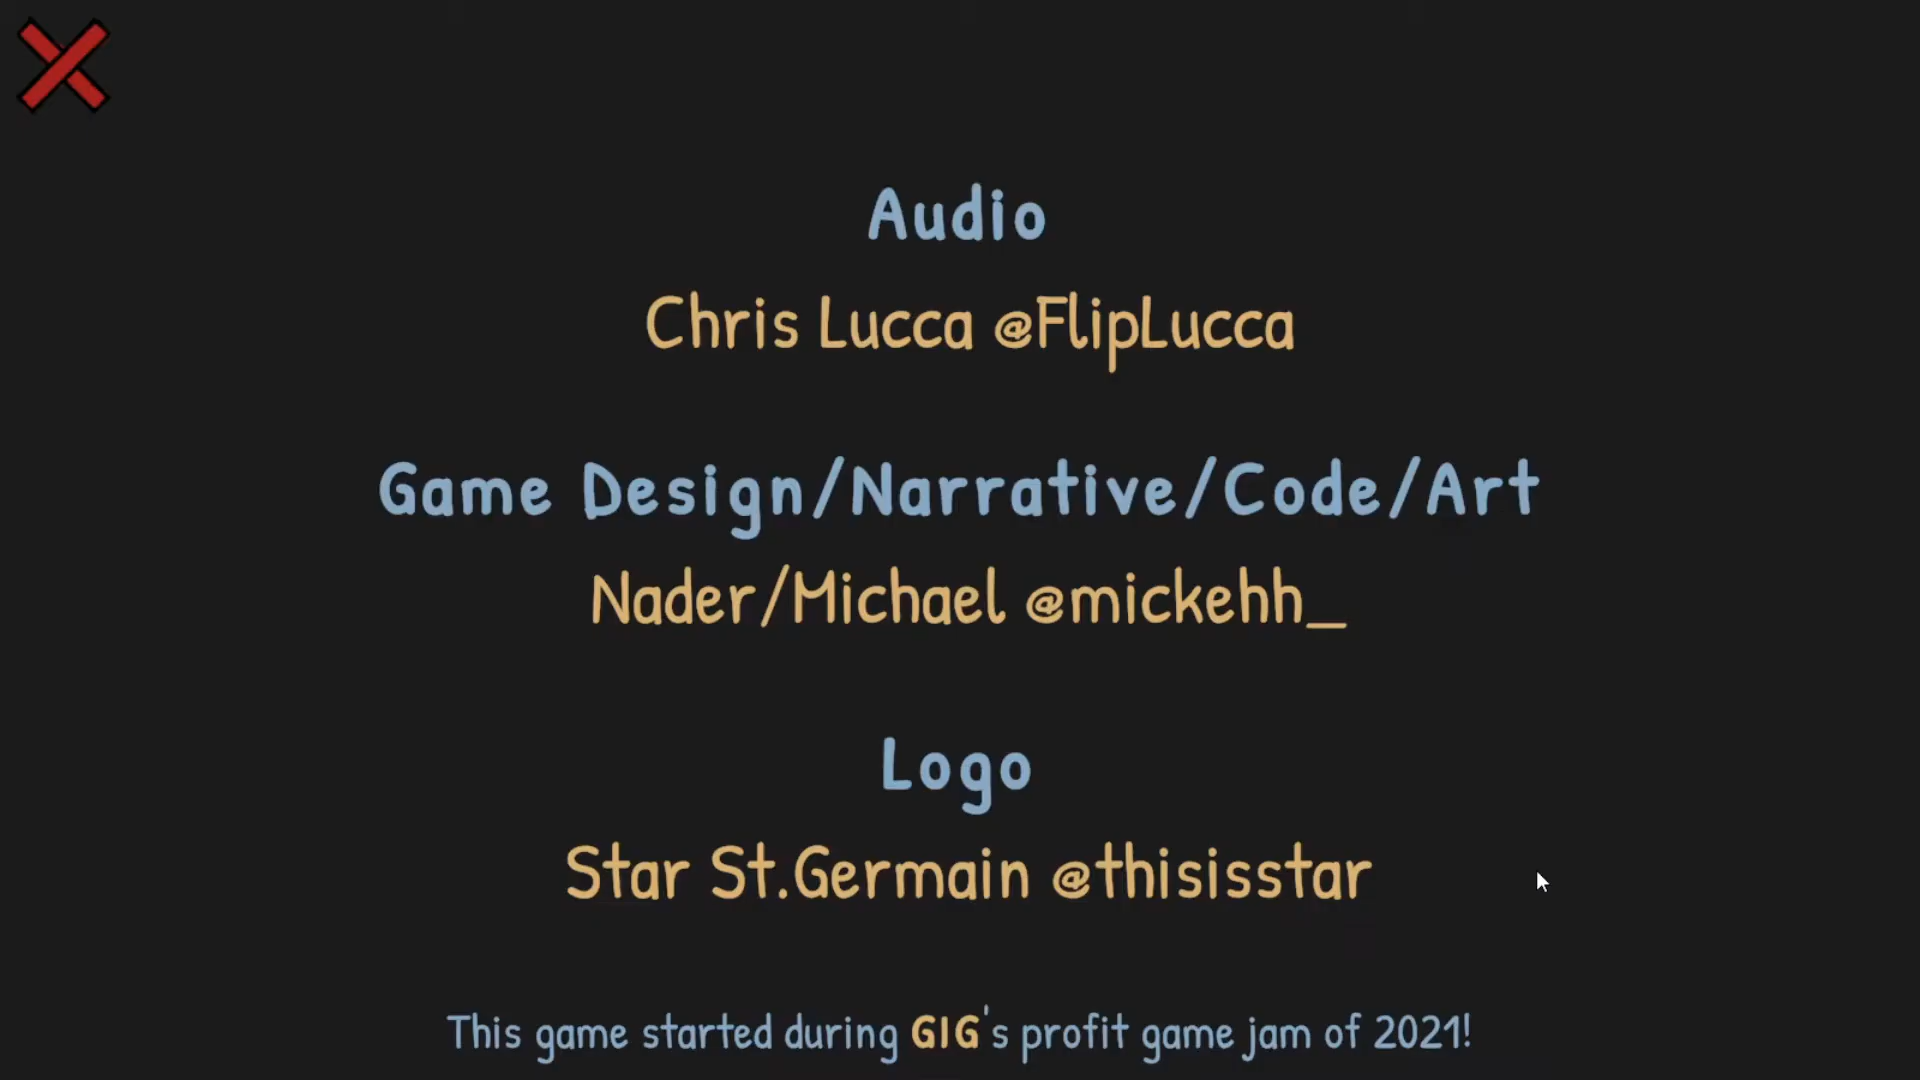 Audio
Chris Lucca @FlipLucca
Game Design/Narrative/Code/Art
Nader/Michael @mickehh_
Logo
Star St.Germain @thisisstar
This game started during GIG's profit game jam of 2021!